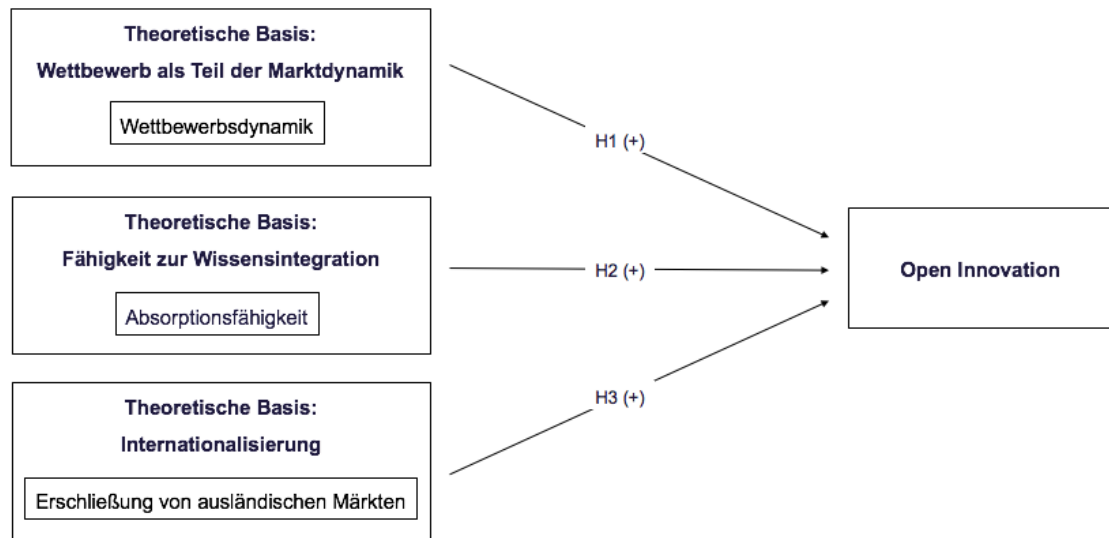 Theoretische Basis:
Wettbewerb als Teil der Marktdynamik
Wettbewerbsdynamik
H1 (+)
Theoretische Basis:
Fähigkeit zur Wissensintegration
Absorptionsfähigkeit
H2 (+)
Open Innovation
Theoretische Basis:
Internationalisierung
Erschließung von ausländischen Märkten
H3 (+)